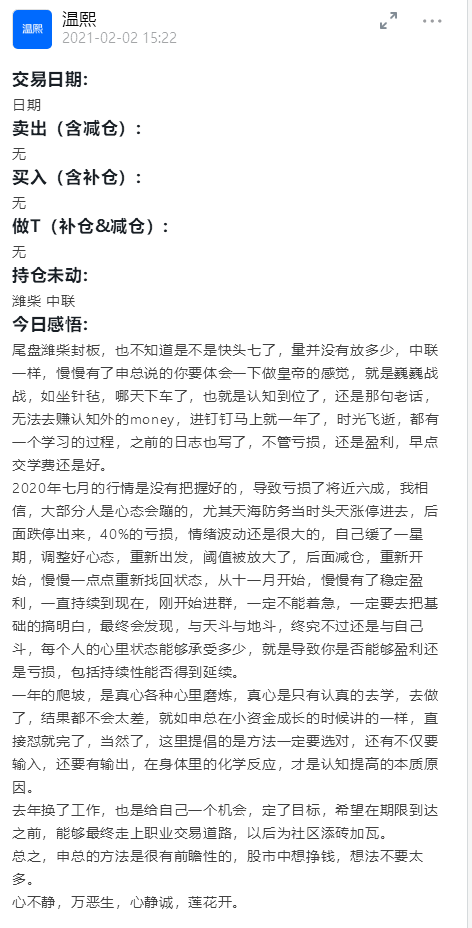 温熙
温熙
2021-02-02 15:22
交易日期:
日期
卖出（含减仓）:
无
买入（含补仓）:
无
做T（补仓&减仓）:
无
持仓未动:
潍柴 中联
今日感悟:
尾盘潍柴封板，也不知道是不是快头七了，量并没有放多少，中联
一样，慢慢有了申总说的你要体会一下做皇帝的感觉，就是巍巍战
战，如坐针毡，哪天下车了，也就是认知到位了，还是那句老话，
无法去赚认知外的money，进钉钉马上就一年了，时光飞逝，都有
一个学习的过程，之前的日志也写了，不管亏损，还是盈利，早点
交学费还是好。
2020年七月的行情是没有把握好的，导致亏损了将近六成，我相
信，大部分人是心态会蹦的，尤其天海防务当时头天涨停进去，后
面跌停出来，40%的亏损，情绪波动还是很大的，自己缓了一星
期，调整好心态，重新出发，阈值被放大了，后面减仓，重新开
始，慢慢一点点重新找回状态，从十一月开始，慢慢有了稳定盈
利，一直持续到现在，刚开始进群，一定不能着急，一定要去把基
础的搞明白，最终会发现，与天斗与地斗，终究不过还是与自己
斗，每个人的心里状态能够承受多少，就是导致你是否能够盈利还
是亏损，包括持续性能否得到延续。
一年的爬坡，是真心各种心里磨炼，真心是只有认真的去学，去做
了，结果都不会太差，就如申总在小资金成长的时候讲的一样，直
接怼就完了，当然了，这里提倡的是方法一定要选对，还有不仅要
输入，还要有输出，在身体里的化学反应，才是认知提高的本质原
因。
去年换了工作，也是给自己一个机会，定了目标，希望在期限到达
之前，能够最终走上职业交易道路，以后为社区添砖加瓦。
总之，申总的方法是很有前瞻性的，股市中想挣钱，想法不要太
多。
心不静，万恶生，心静诚，莲花开。